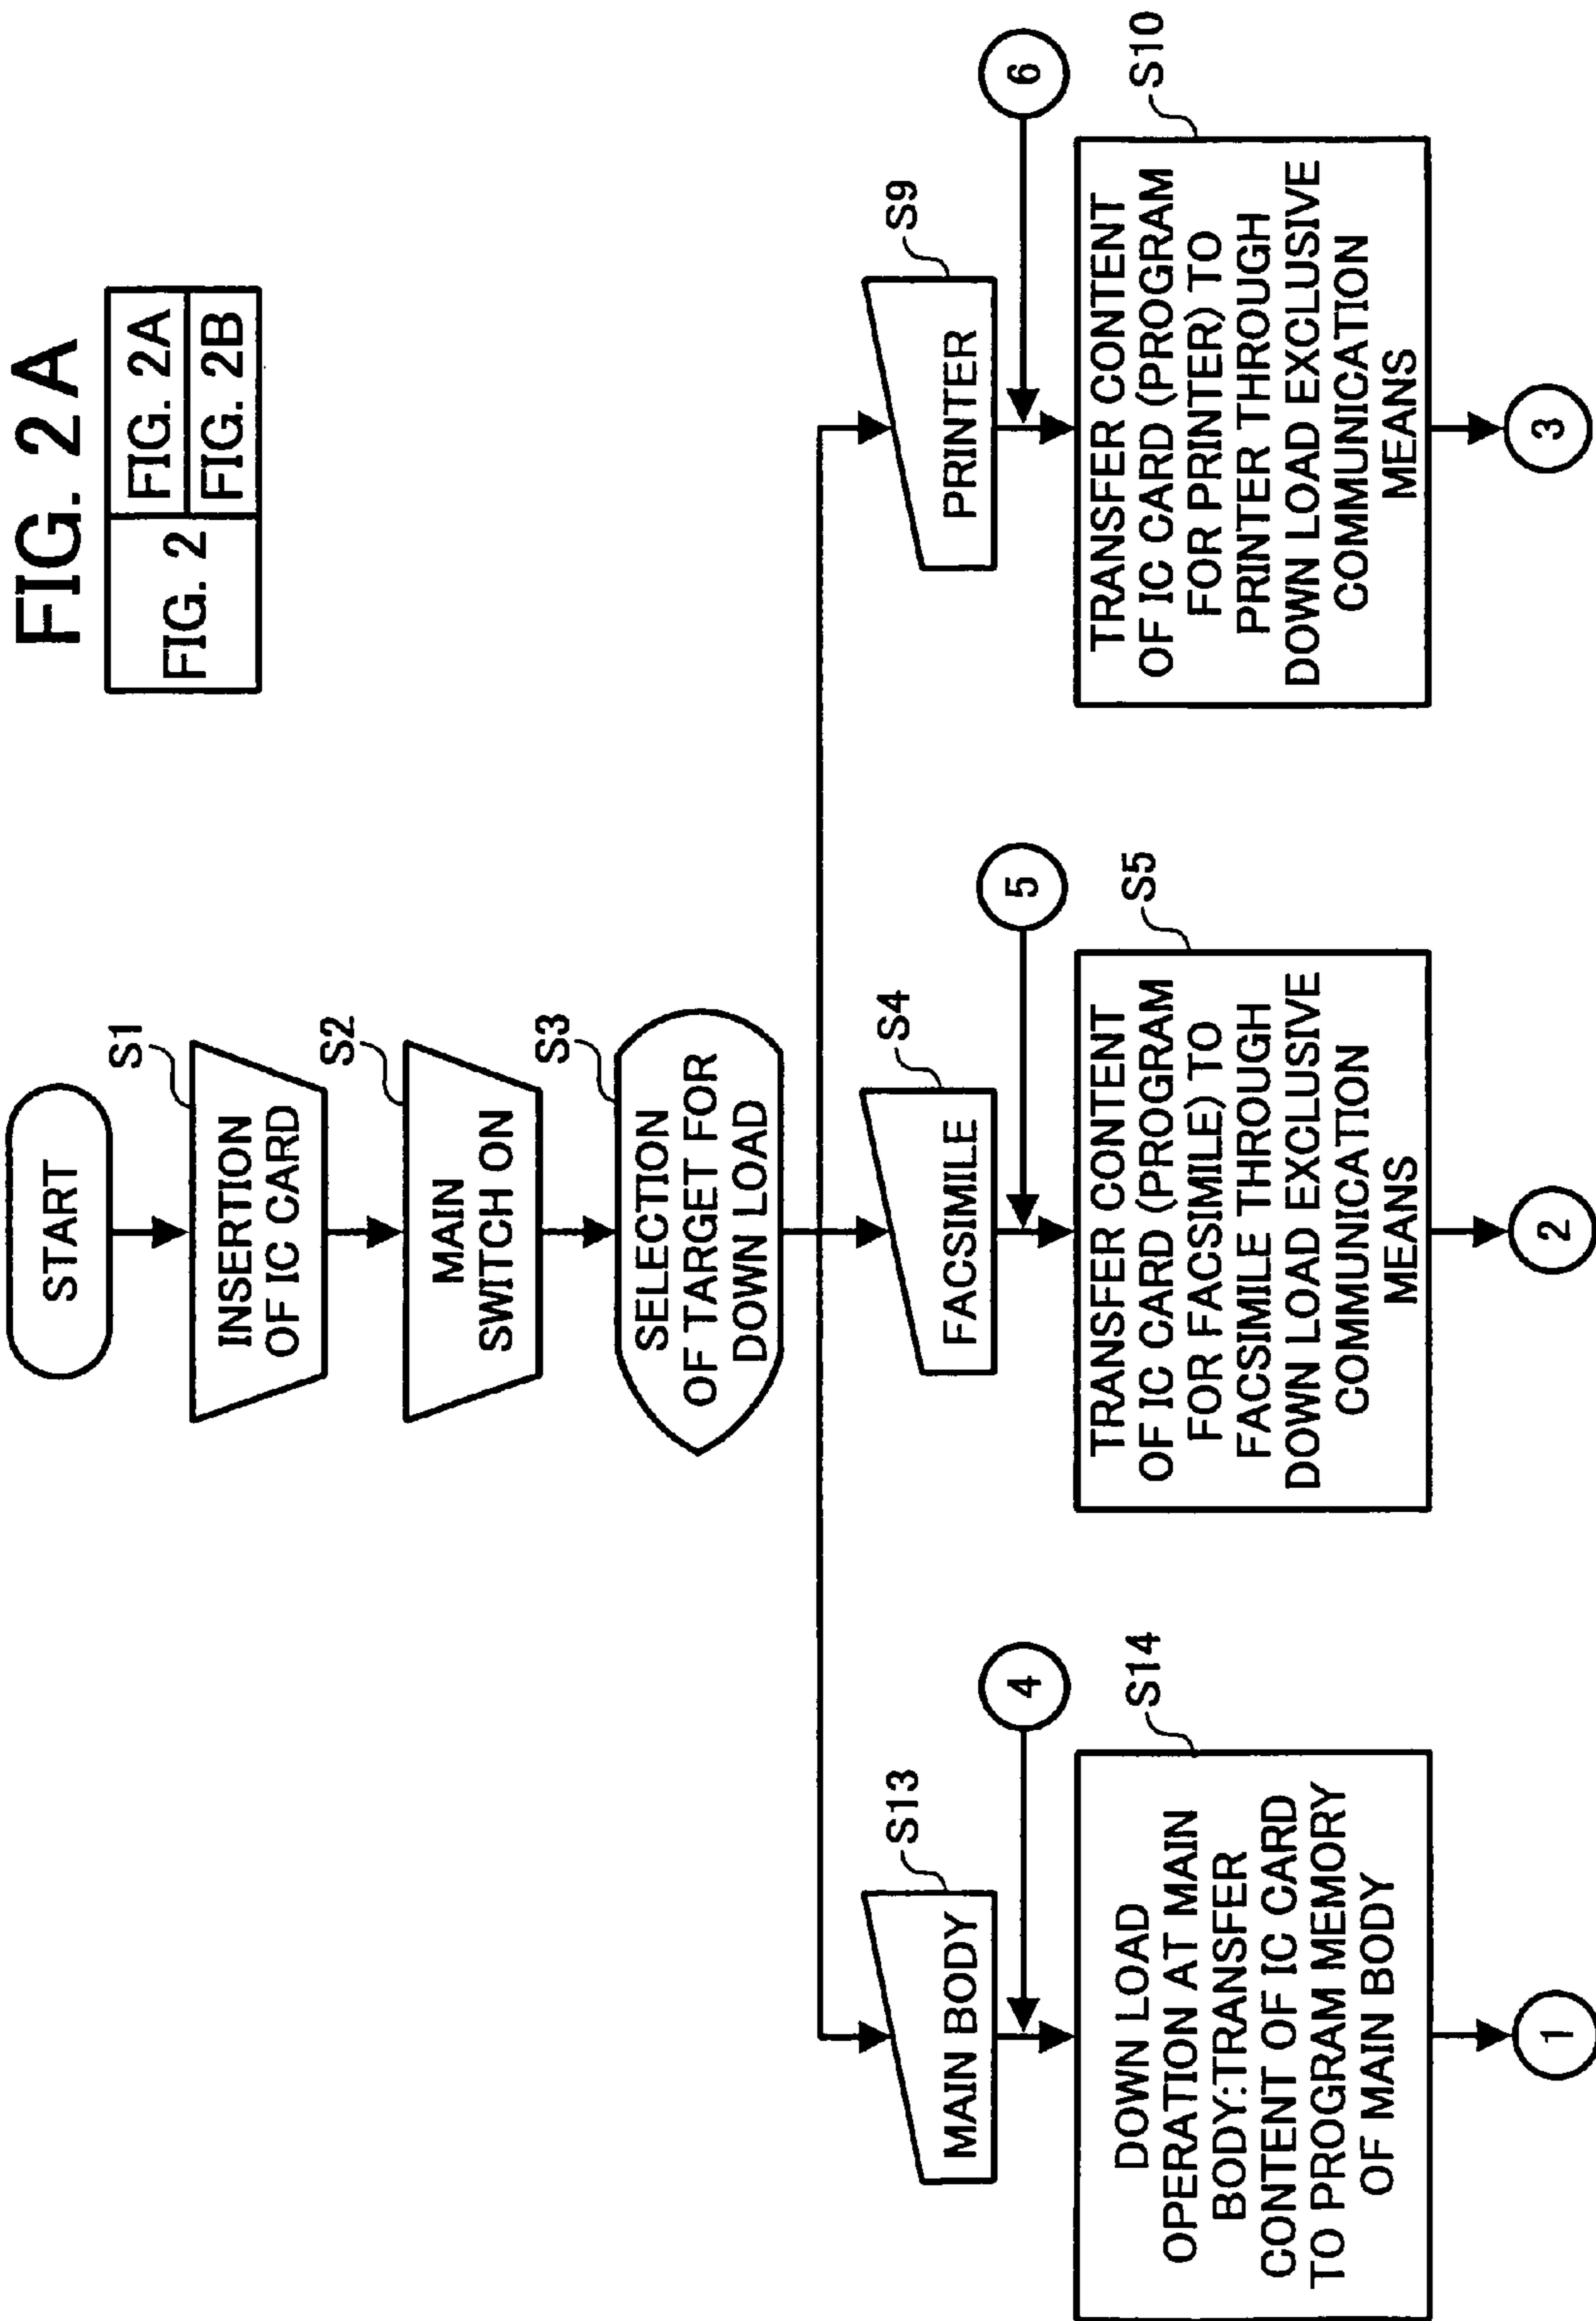 FIG. 2 A
FIG. 2
FIG. 2A
FIG. 2B
START
S1
INSERTION
OF IC CARD
S2
MAIN
SWITCH ON
S3
SELECTION
OF TARGET FOR
DOWN LOAD
S13
MAIN BODY
4
S14
DOWN LOAD
OPERATION AT MAIN
BODY:TRANSFER
CONTENT OF IC CARD
TO PROGRAM MEMORY
OF MAIN BODY
1
S4
FACSIMILE
5
S5
TRANSFER CONTENT
OF IC CARD (PROGRAM
FOR FACSIMILE) TO
FACSIMILE THROUGH
DOWN LOAD EXCLUSIVE
COMMUNICATION
MEANS
2
S9
PRINTER
6
S10
TRANSFER CONTENT
OF IC CARD (PROGRAM
FOR PRINTER) TO
PRINTER THROUGH
DOWN LOAD EXCLUSIVE
COMMUNICATION
MEANS
3